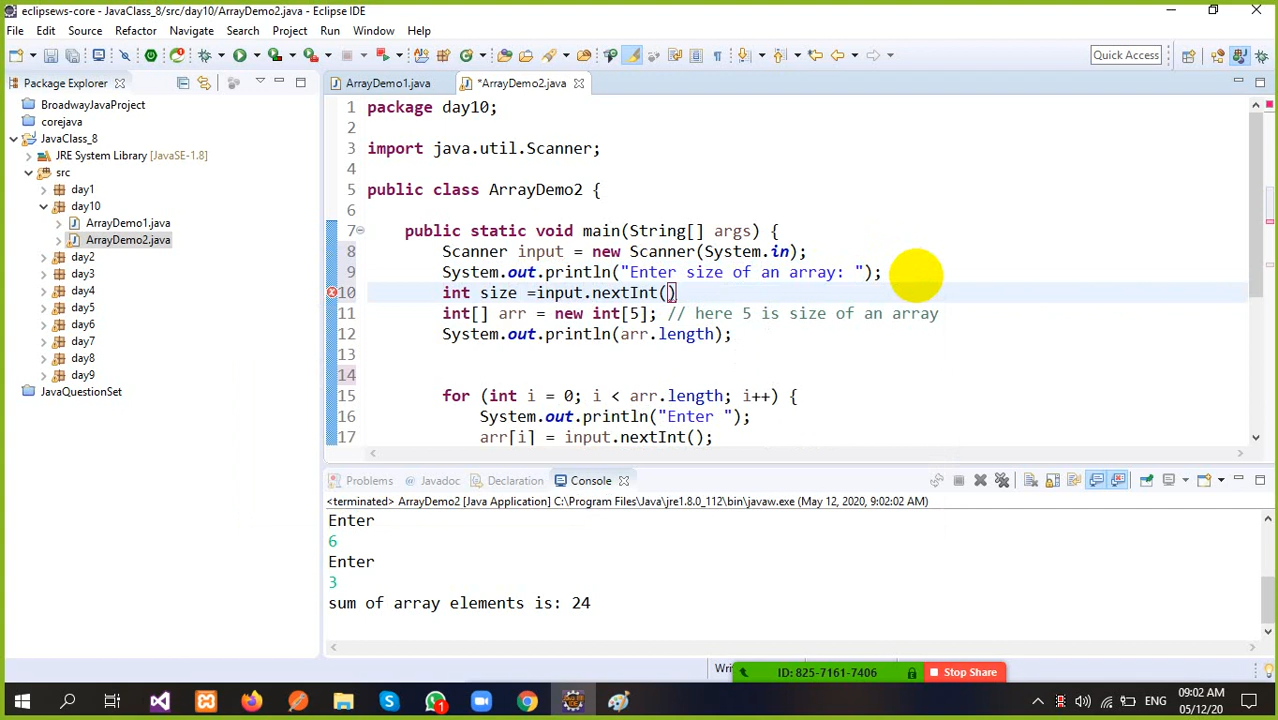 eclipsews-core - JavaClass_8/src/day10/ArrayDemo2.java - Eclipse IDE
File Edit Source Refactor Navigate Search Project Run Window Help
Quick Access
Package Explorer
ArrayDemo1.java
*ArrayDemo2.java
BroadwayJavaProject
corejava
JavaClass_8
JRE System Library [JavaSE-1.8]
src
day1
day10
ArrayDemo1.java
ArrayDemo2.java
day2
day3
day4
day5
day6
day7
day8
day9
JavaQuestionSet
1 package day10;
2
3 import java.util.Scanner;
4
5 public class ArrayDemo2 {
6
7 public static void main(String[] args) {
8 Scanner input = new Scanner(System.in);
9 System.out.println("Enter size of an array: ");
10 int size =input.nextInt()
11 int[] arr = new int[5]; // here 5 is size of an array
12 System.out.println(arr.length);
13
14
15 for (int i = 0; i < arr.length; i++) {
16 System.out.println("Enter ");
17 arr[i] = input.nextInt();
Problems Javadoc Declaration Console
<terminated> ArrayDemo2 [Java Application] C:\Program Files\Java\jre1.8.0_112\bin\javaw.exe (May 12, 2020, 9:02:02 AM)
Enter
6
Enter
3
sum of array elements is: 24
Writ
ID: 825-7161-7406
Stop Share
1
ENG
09:02 AM
05/12/20